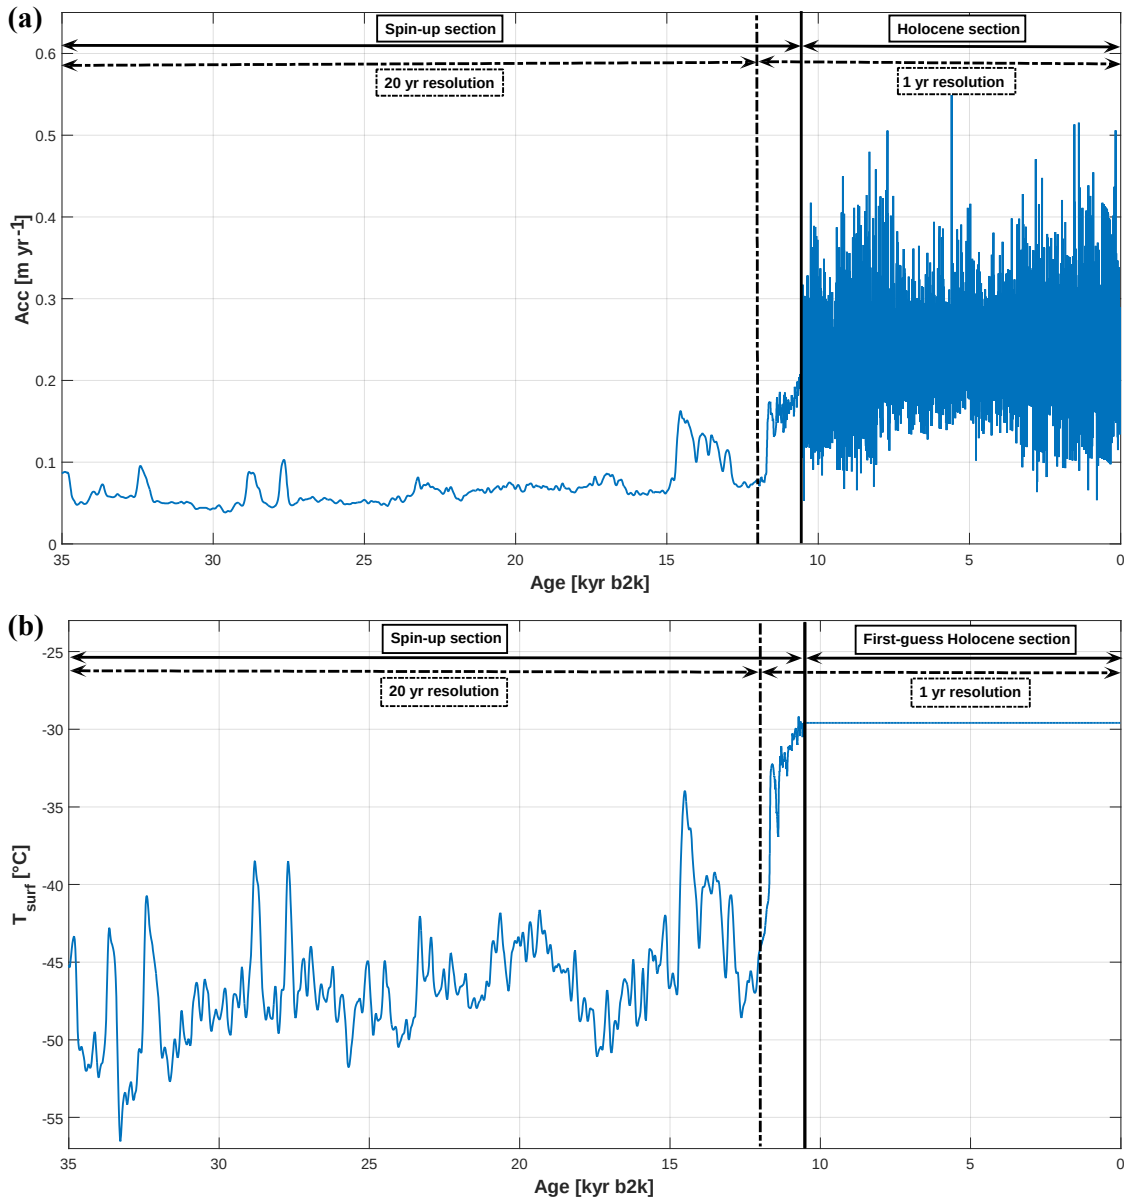 (a)
Spin-up section
Holocene section
20 yr resolution
1 yr resolution
0.6
0.5
0.4
0.3
0.2
0.1
0
Acc [m yr-1]
35
30
25
20
15
10
5
0
Age [kyr b2k]
(b)
Spin-up section
First-guess Holocene section
20 yr resolution
1 yr resolution
-25
-30
-35
-40
-45
-50
-55
Tsurf [°C]
35
30
25
20
15
10
5
0
Age [kyr b2k]